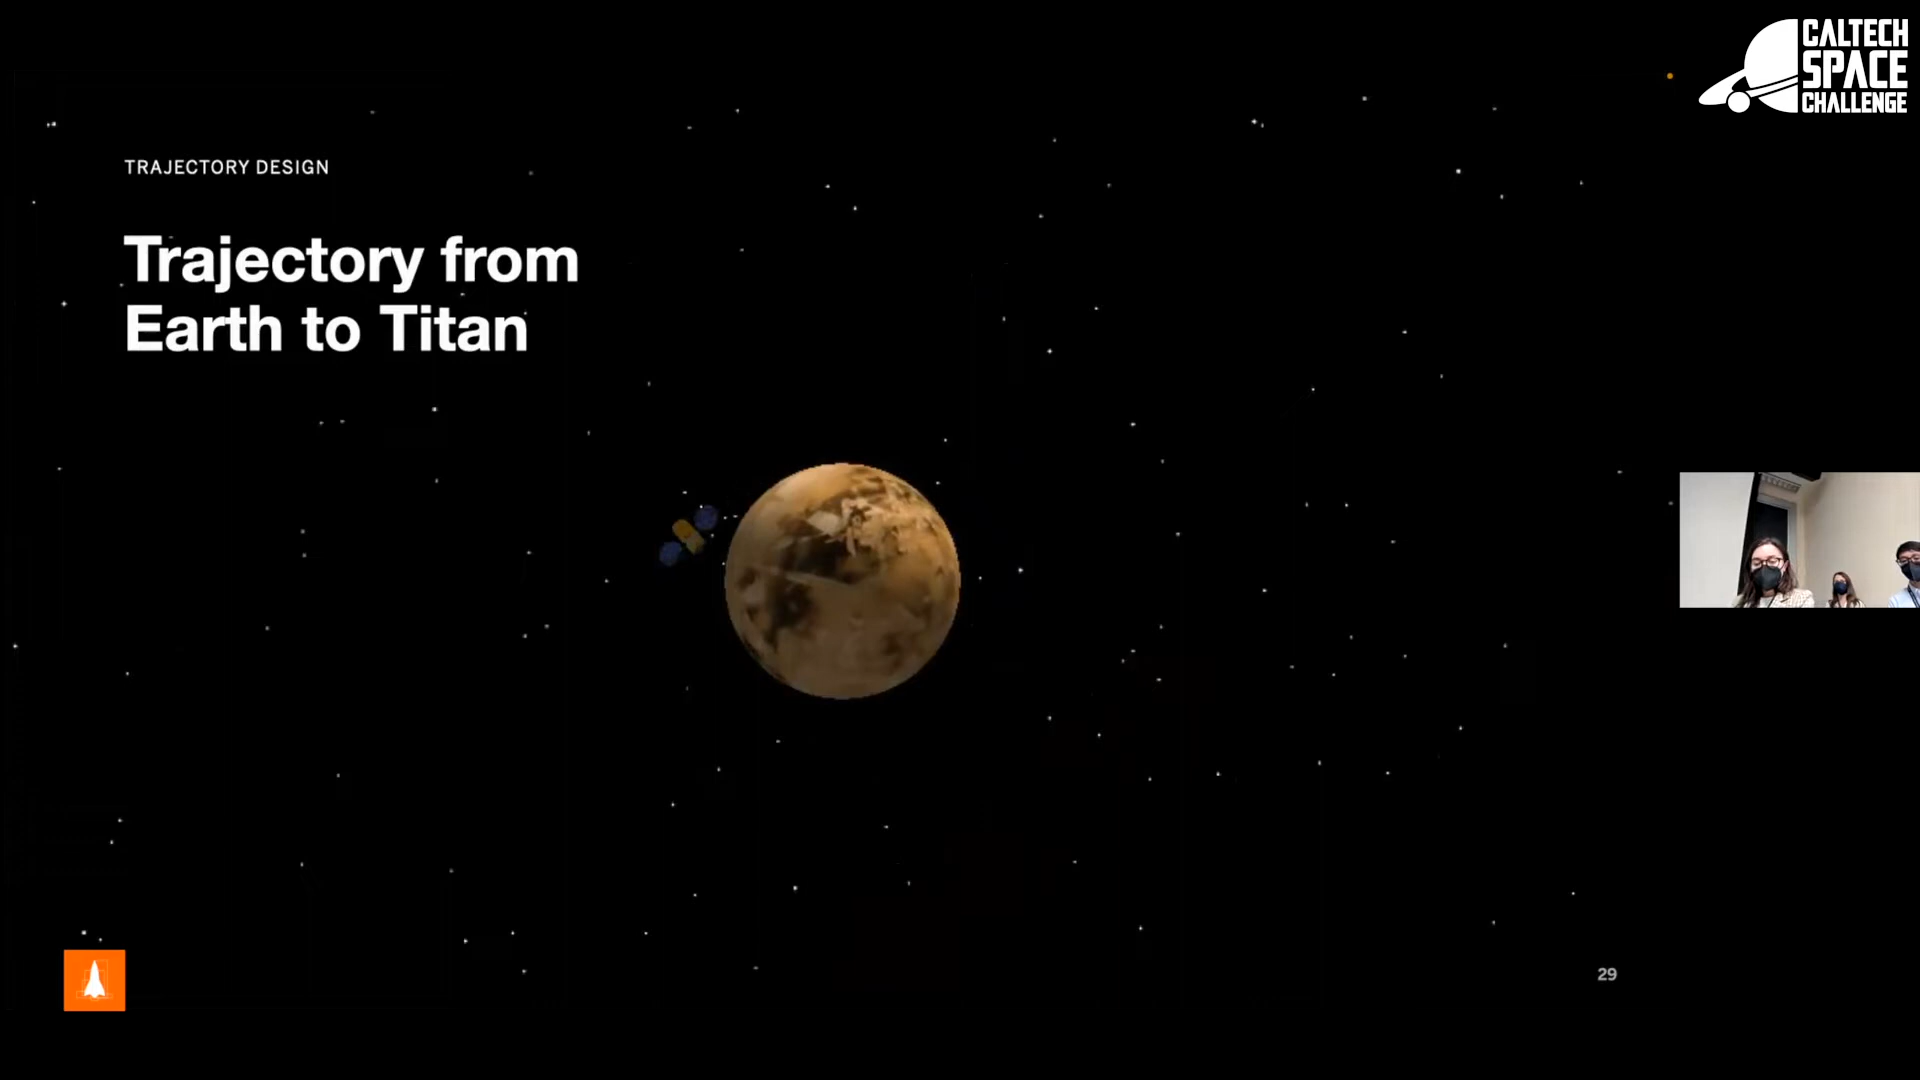 CALTECH
SPACE
CHALLENGE
TRAJECTORY DESIGN
Trajectory from
Earth to Titan
29